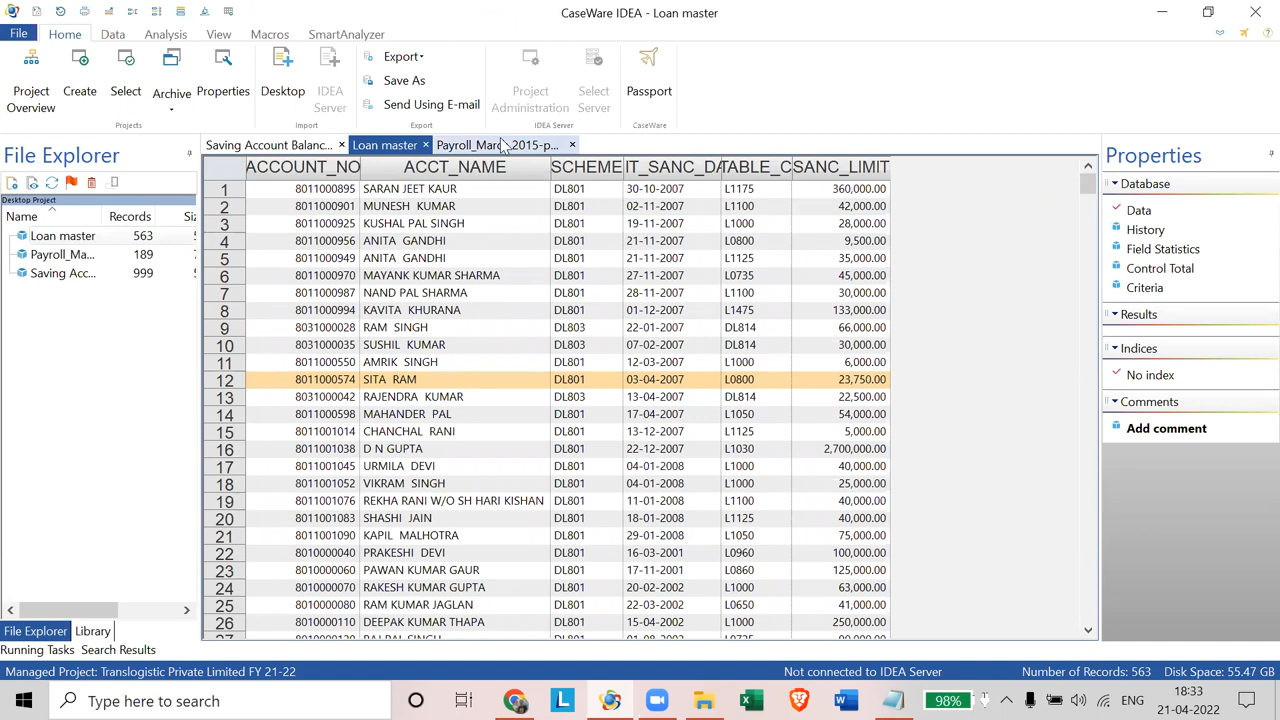 CaseWare IDEA - Loan master
File Home Data Analysis View Macros SmartAnalyzer
Project Overview
Create
Select
Archive
Properties
Projects
Desktop
IDEA Server
Import
Export
Save As
Send Using E-mail
Export
Project Administration
Select Server
IDEA Server
Passport
CaseWare
File Explorer
Desktop Project
Name Records Siz
Loan master 563 5
Payroll_Ma... 189 7
Saving Acc... 999 5
File Explorer Library
Saving Account Balanc... × Loan master × Payroll_Marc 2015-p... ×
ACCOUNT_NO ACCT_NAME SCHEME IT_SANC_DA TABLE_C SANC_LIMIT
1 8011000895 SARAN JEET KAUR DL801 30-10-2007 L1175 360,000.00
2 8011000901 MUNESH KUMAR DL801 02-11-2007 L1100 42,000.00
3 8011000925 KUSHAL PAL SINGH DL801 19-11-2007 L1000 28,000.00
4 8011000956 ANITA GANDHI DL801 21-11-2007 L0800 9,500.00
5 8011000949 ANITA GANDHI DL801 21-11-2007 L1125 35,000.00
6 8011000970 MAYANK KUMAR SHARMA DL801 27-11-2007 L0735 45,000.00
7 8011000987 NAND PAL SHARMA DL801 28-11-2007 L1100 30,000.00
8 8011000994 KAVITA KHURANA DL801 01-12-2007 L1475 133,000.00
9 8031000028 RAM SINGH DL803 22-01-2007 DL814 66,000.00
10 8031000035 SUSHIL KUMAR DL803 07-02-2007 DL814 30,000.00
11 8011000550 AMRIK SINGH DL801 12-03-2007 L1000 6,000.00
12 8011000574 SITA RAM DL801 03-04-2007 L0800 23,750.00
13 8031000042 RAJENDRA KUMAR DL803 13-04-2007 DL814 22,500.00
14 8011000598 MAHANDER PAL DL801 17-04-2007 L1050 54,000.00
15 8011001014 CHANCHAL RANI DL801 13-12-2007 L1125 5,000.00
16 8011001038 D N GUPTA DL801 22-12-2007 L1030 2,700,000.00
17 8011001045 URMILA DEVI DL801 04-01-2008 L1000 40,000.00
18 8011001052 VIKRAM SINGH DL801 04-01-2008 L1000 25,000.00
19 8011001076 REKHA RANI W/O SH HARI KISHAN DL801 11-01-2008 L1100 40,000.00
20 8011001083 SHASHI JAIN DL801 18-01-2008 L1125 40,000.00
21 8011001090 KAPIL MALHOTRA DL801 29-01-2008 L1050 75,000.00
22 8010000040 PRAKESHI DEVI DL801 16-03-2001 L0960 100,000.00
23 8010000060 PAWAN KUMAR GAUR DL801 17-11-2001 L0860 125,000.00
24 8010000070 RAKESH KUMAR GUPTA DL801 20-02-2002 L1000 63,000.00
25 8010000080 RAM KUMAR JAGLAN DL801 22-03-2002 L0650 41,000.00
26 8010000110 DEEPAK KUMAR THAPA DL801 15-04-2002 L1000 250,000.00
Properties
Database
Data
History
Field Statistics
Control Total
Criteria
Results
Indices
No index
Comments
Add comment
Running Tasks Search Results
Managed Project: Translogistic Private Limited FY 21-22 Not connected to IDEA Server Number of Records: 563 Disk Space: 55.47 GB
Type here to search
98%
ENG
18:33
21-04-2022